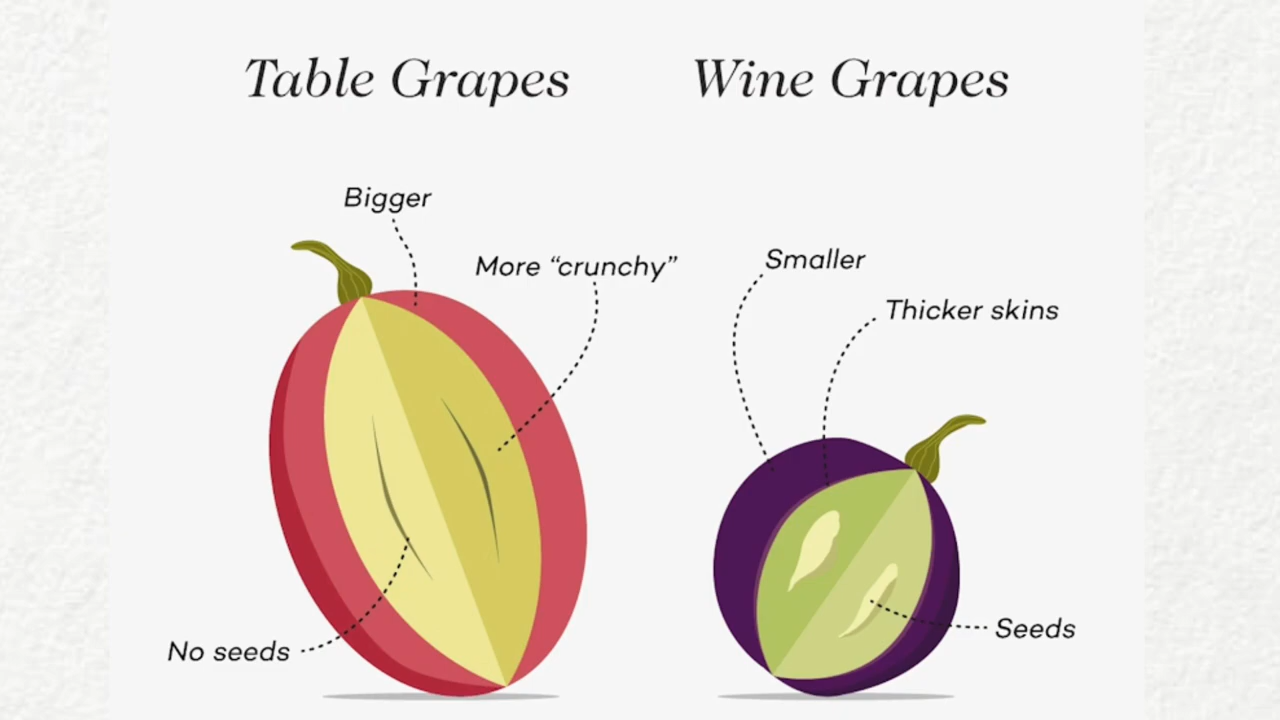 Table Grapes
Wine Grapes
Bigger
More “crunchy”
No seeds
Smaller
Thicker skins
Seeds